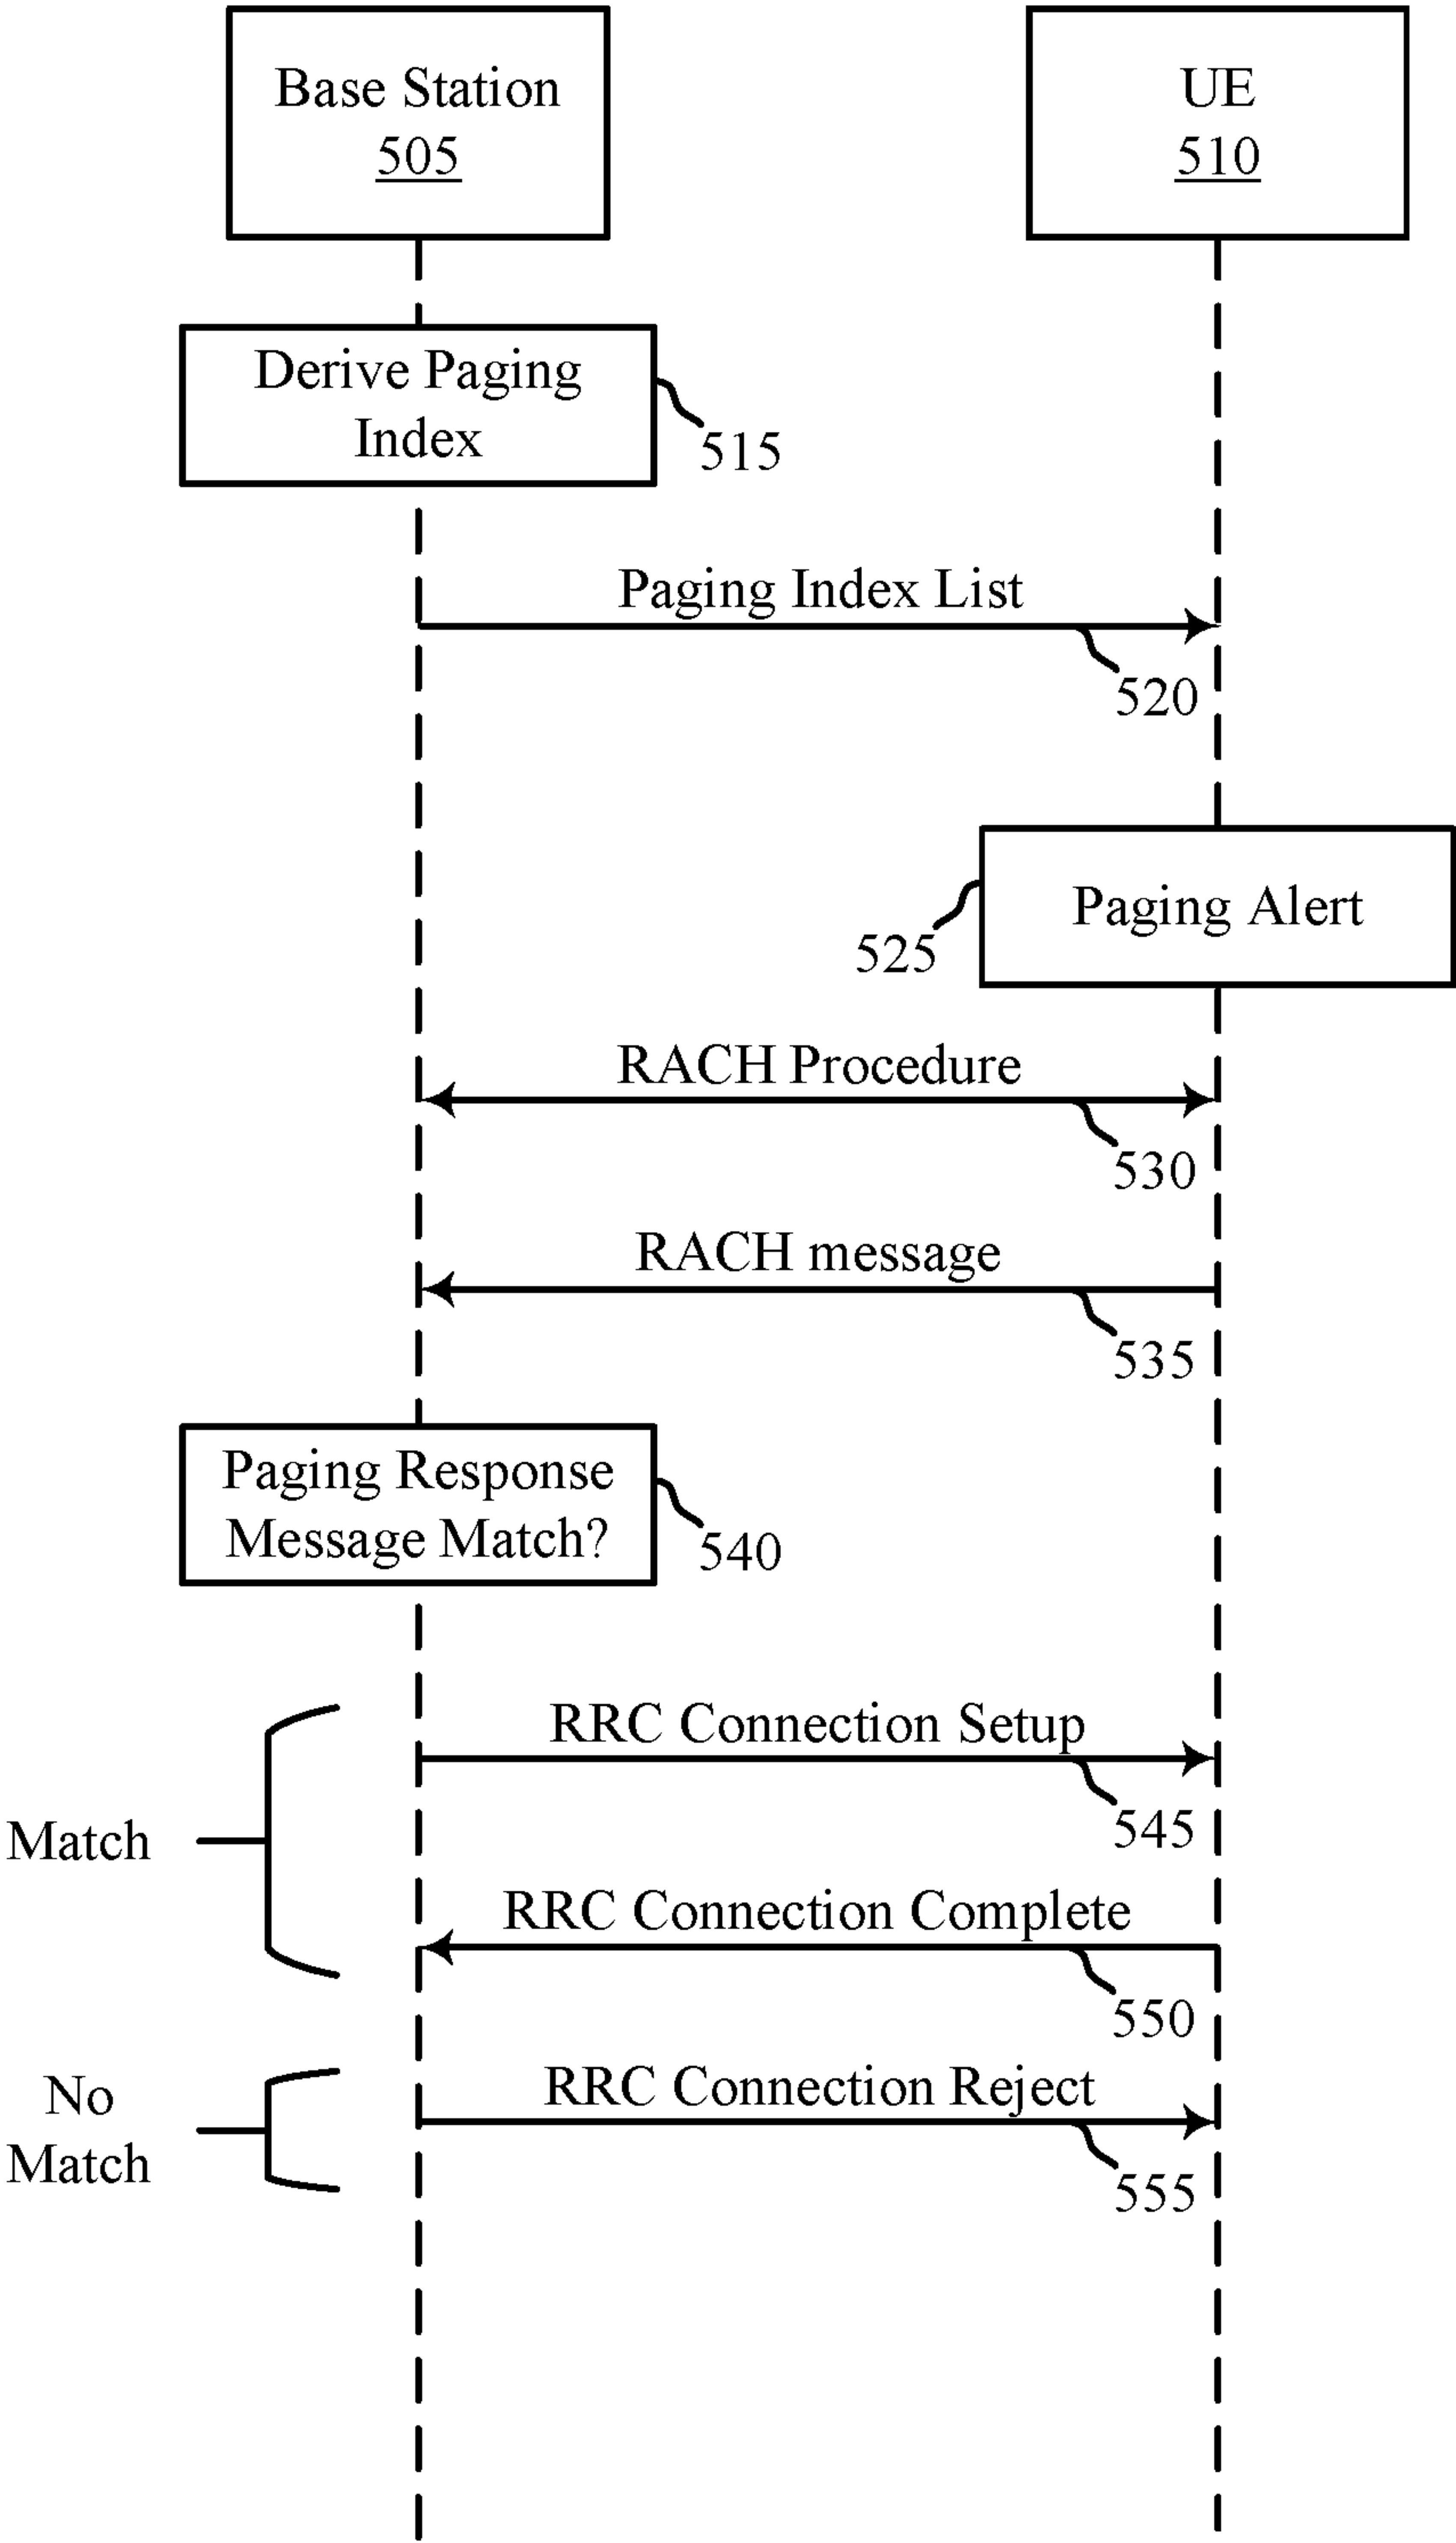 Base Station
505
UE
510
Derive Paging
Index
515
Paging Index List
520
Paging Alert
525
RACH Procedure
530
RACH message
535
Paging Response
Message Match?
540
RRC Connection Setup
545
Match
RRC Connection Complete
550
No
Match
RRC Connection Reject
555